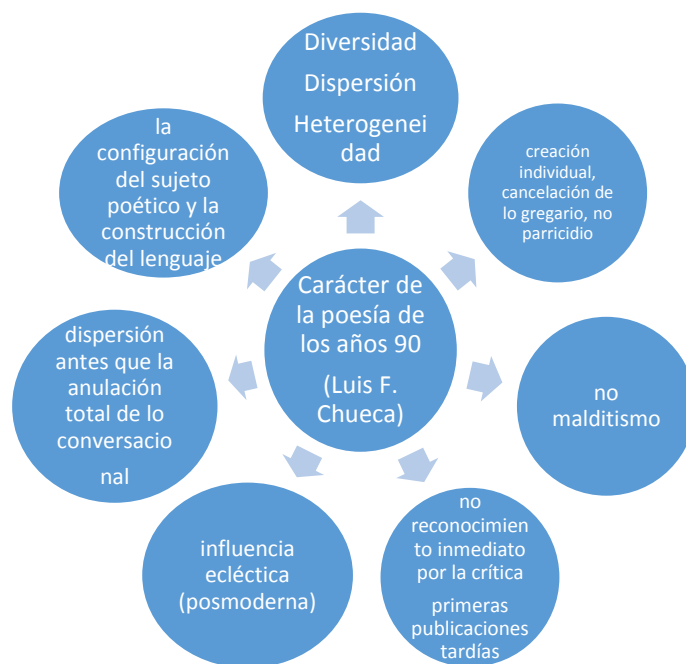 Diversidad
Dispersión
Heterogenei
dad
creación
individual,
cancelación de
lo gregario, no
parricidio
no
malditismo
no
reconocimien
to inmediato
por la crítica
primeras
publicaciones
tardías
influencia
ecléctica
(posmoderna)
dispersión
antes que la
anulación
total de lo
conversacio
nal
la
configuración
del sujeto
poético y la
construcción
del lenguaje
Carácter de
la poesía de
los años 90
(Luis F.
Chueca)